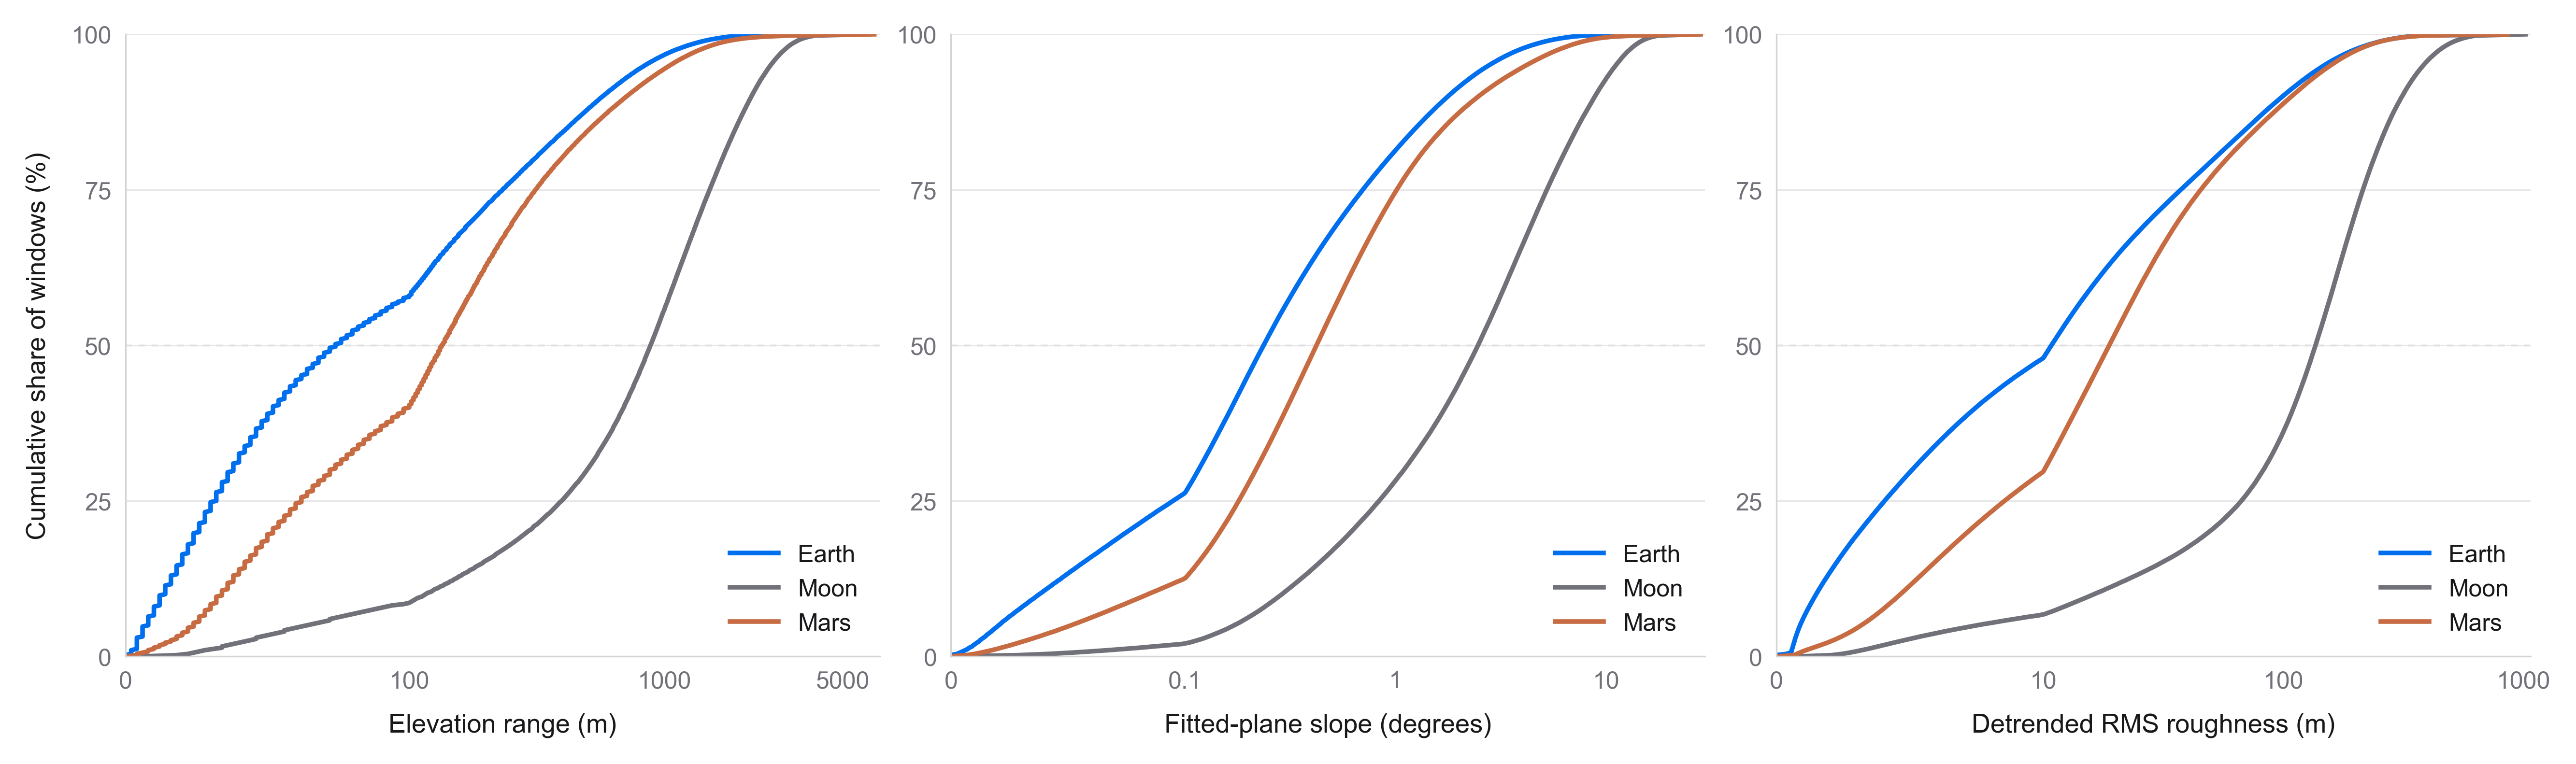 Cumulative share of windows (%)
100
75
50
25
0
0 100 1000 5000
Elevation range (m)
Earth
Moon
Mars
100
75
50
25
0
0 0.1 1 10
Fitted-plane slope (degrees)
Earth
Moon
Mars
100
75
50
25
0
0 10 100 1000
Detrended RMS roughness (m)
Earth
Moon
Mars